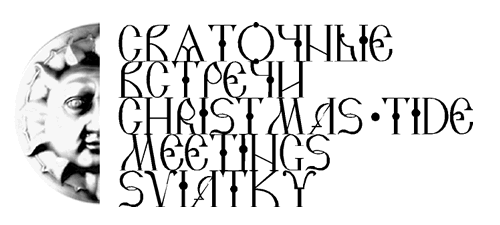 СВЯТОЧНЫЕ
ВСТРЕЧИ
CHRISTMAS•TIDE
MEETINGS
SVIATKY